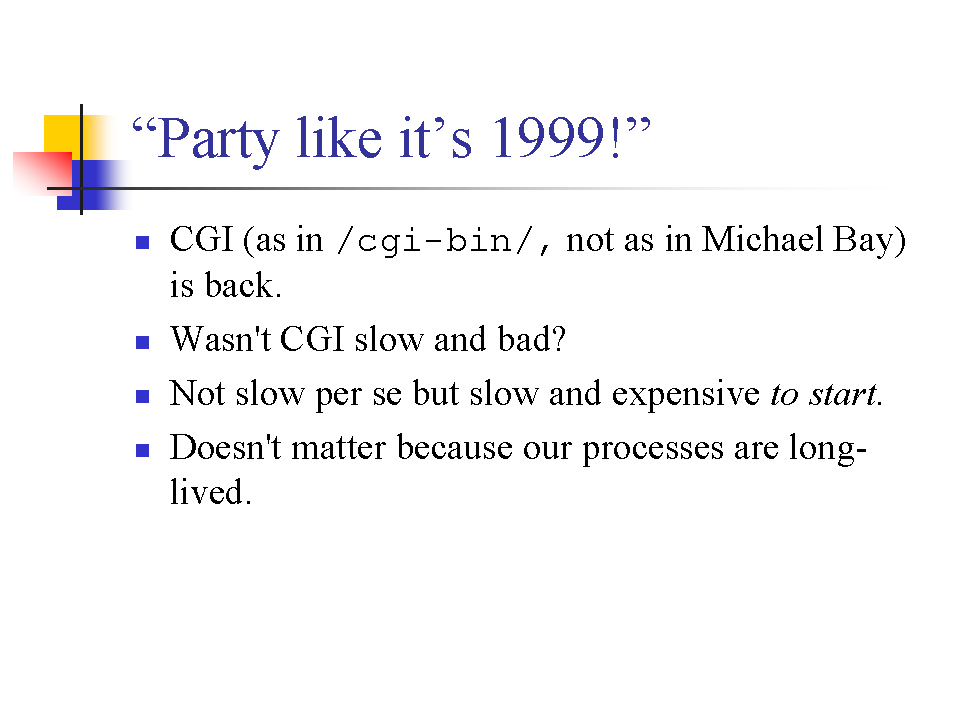 “Party like it’s 1999!”
CGI (as in /cgi-bin/, not as in Michael Bay)
is back.
Wasn't CGI slow and bad?
Not slow per se but slow and expensive to start.
Doesn't matter because our processes are long-
lived.